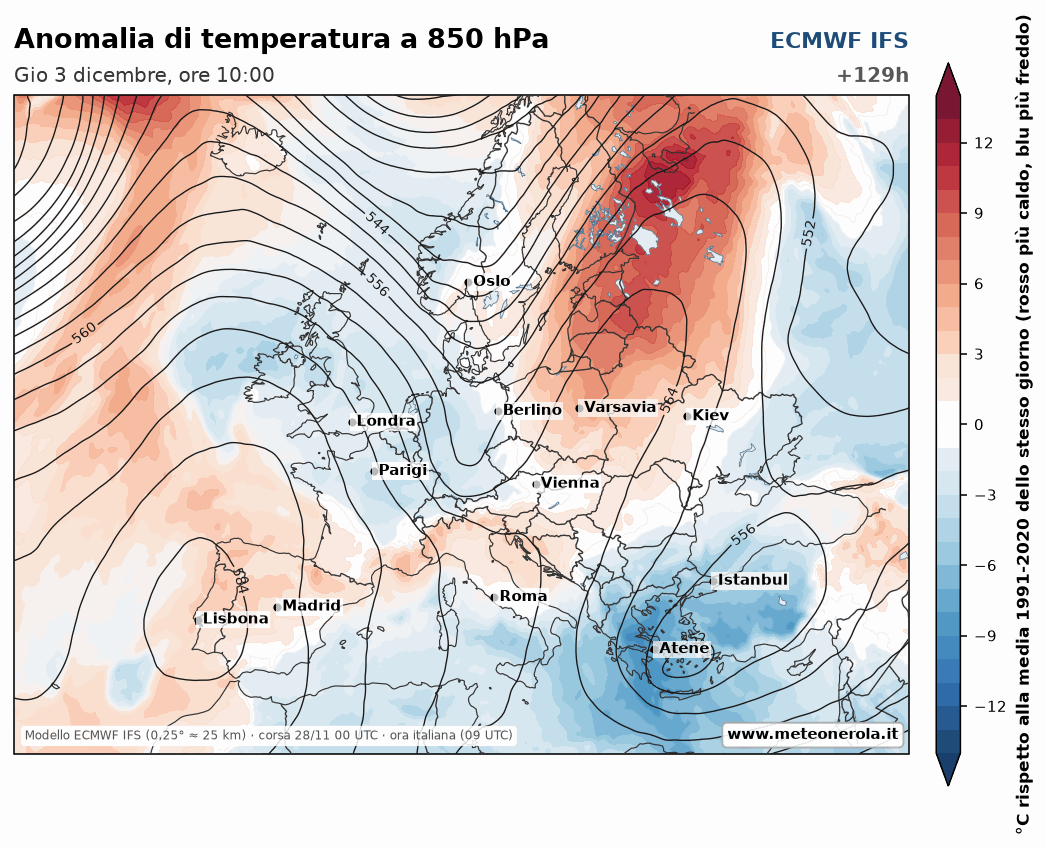 Anomalia di temperatura a 850 hPa
ECMWF IFS
Gio 3 dicembre, ore 10:00
+129h
544
552
556
560
Oslo
564
Berlino
Varsavia
Kiev
Londra
Parigi
Vienna
556
Istanbul
584
Madrid
Roma
Lisbona
Atene
Modello ECMWF IFS (0,25° ≈ 25 km) · corsa 28/11 00 UTC · ora italiana (09 UTC)
www.meteonerola.it
12
9
6
3
0
−3
−6
−9
−12
°C rispetto alla media 1991-2020 dello stesso giorno (rosso più caldo, blu più freddo)